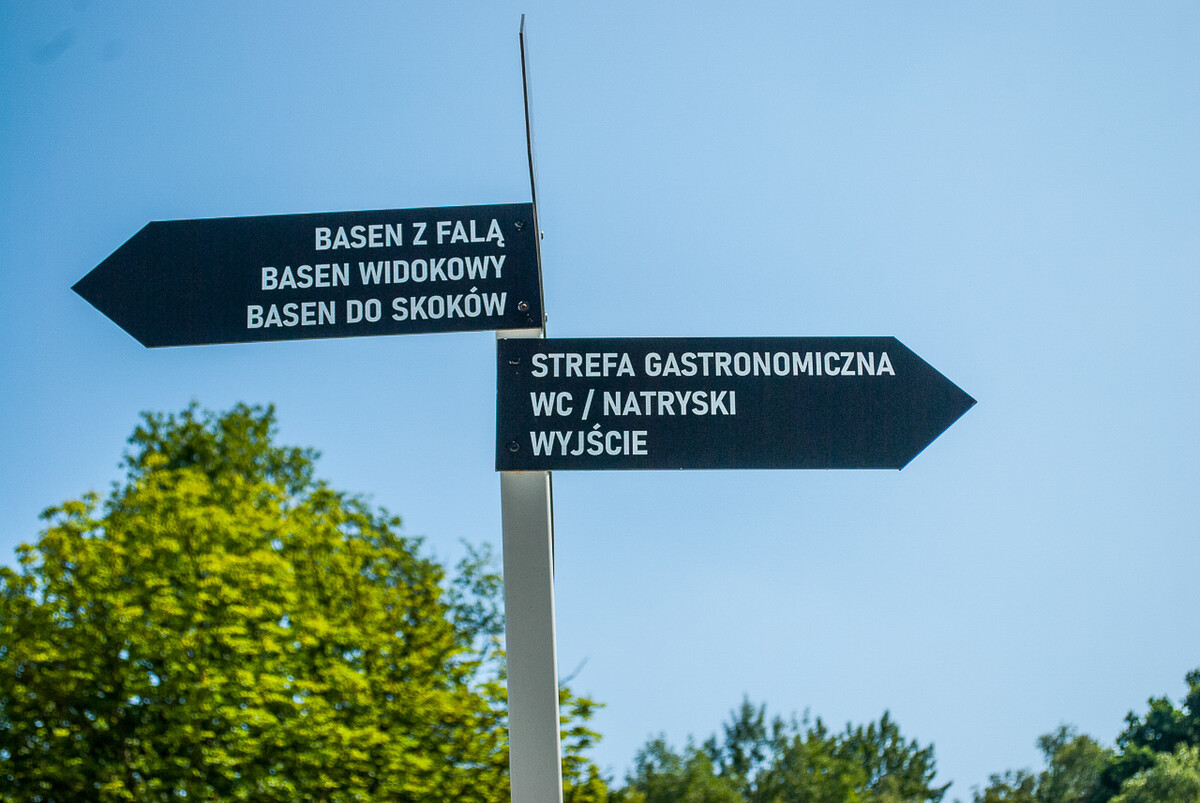 BASEN Z FALĄ
BASEN WIDOKOWY
BASEN DO SKOKÓW
STREFA GASTRONOMICZNA
WC / NATRYSKI
WYJŚCIE